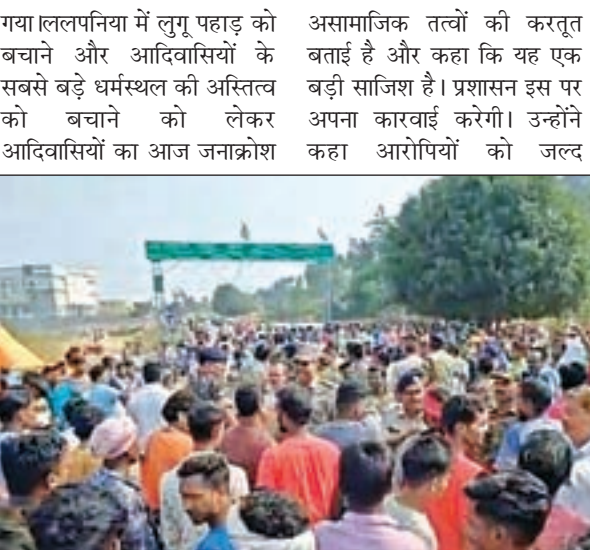 गया।ललपनिया में लुगू पहाड़ को
बचाने और आदिवासियों के
सबसे बड़े धर्मस्थल की अस्तित्व
को बचाने को लेकर
आदिवासियों का आज जनाक्रोश
असामाजिक तत्वों की करतूत
बताई है और कहा कि यह एक
बड़ी साजिश है। प्रशासन इस पर
अपना कारवाई करेगी। उन्होंने
कहा आरोपियों को जल्द